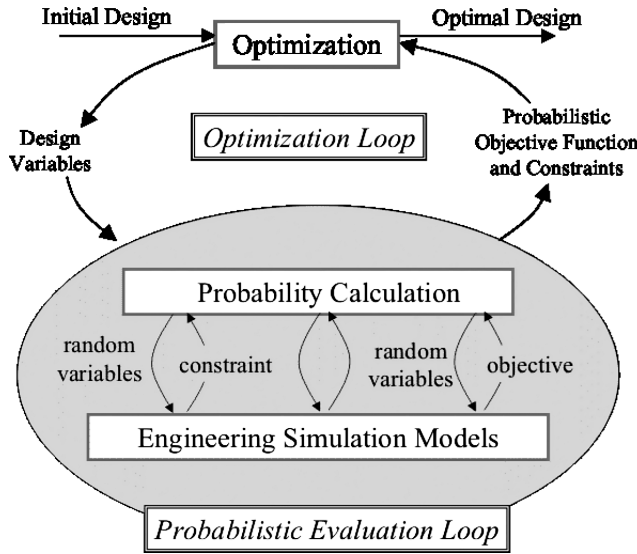 Initial Design
Optimal Design
Optimization
Optimization Loop
Design
Variables
Probabilistic
Objective Function
and Constraints
Probability Calculation
random
variables
constraint
random
variables
objective
Engineering Simulation Models
Probabilistic Evaluation Loop